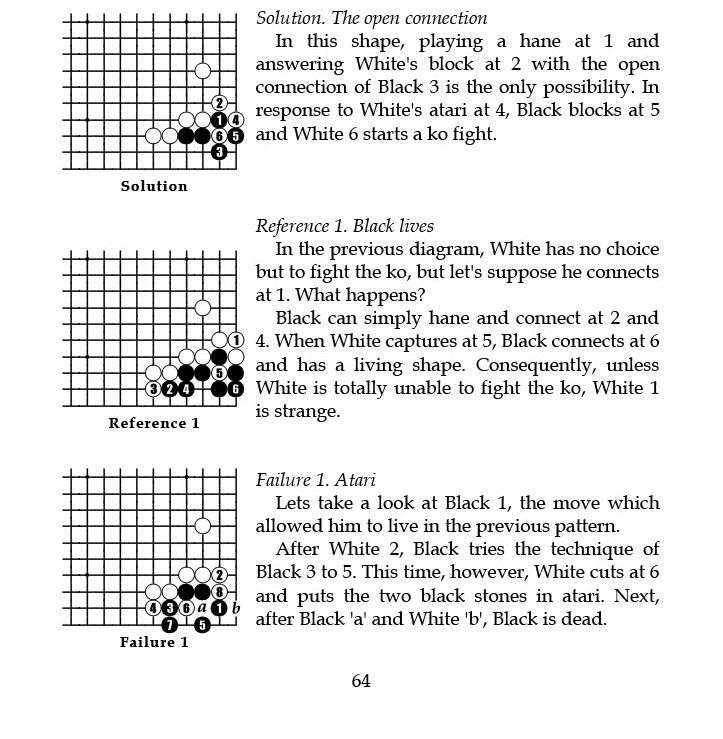 Solution. The open connection
In this shape, playing a hane at 1 and
answering White's block at 2 with the open
connection of Black 3 is the only possibility. In
response to White's atari at 4, Black blocks at 5
and White 6 starts a ko fight.
2
1 4
6 5
3
Solution
Reference 1. Black lives
In the previous diagram, White has no choice
but to fight the ko, but let's suppose he connects
at 1. What happens?
Black can simply hane and connect at 2 and
4. When White captures at 5, Black connects at 6
and has a living shape. Consequently, unless
White is totally unable to fight the ko, White 1
is strange.
1
5
3 2 4 6
Reference 1
Failure 1. Atari
Lets take a look at Black 1, the move which
allowed him to live in the previous pattern.
After White 2, Black tries the technique of
Black 3 to 5. This time, however, White cuts at 6
and puts the two black stones in atari. Next,
after Black 'a' and White 'b', Black is dead.
2
8
4 3 6 a 1 b
7 5
Failure 1
64